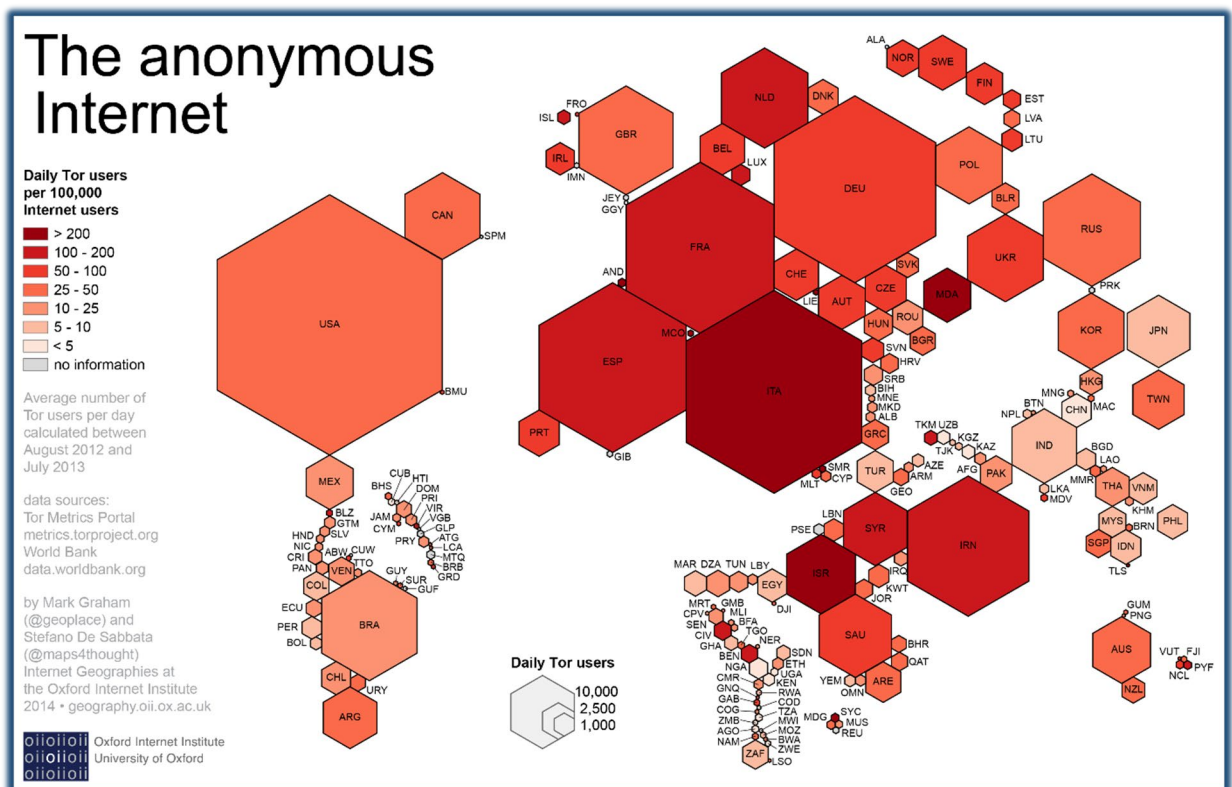 The anonymous
Internet
Daily Tor users
per 100,000
Internet users
> 200
100 - 200
50 - 100
25 - 50
10 - 25
5 - 10
< 5
no information
Average number of
Tor users per day
calculated between
August 2012 and
July 2013
data sources:
Tor Metrics Portal
metrics.torproject.org
World Bank
data.worldbank.org
by Mark Graham
(@geoplace) and
Stefano De Sabbata
(@maps4thought)
Internet Geographies at
the Oxford Internet Institute
2014 • geography.oii.ox.ac.uk
oiioiioii
oiioiioii
oiioiioii
Oxford Internet Institute
University of Oxford
CAN
SPM
USA
BMU
MEX
BLZ
GTM
SLV
HND
NIC
CRI
PAN
ABW
CUW
TTO
VEN
COL
GUY
SUR
GUF
ECU
PER
BOL
BRA
CHL
URY
ARG
CUB
BHS
HTI
DOM
PRI
VIR
VGB
GLP
JAM
CYM
PRY
ATG
LCA
MTQ
BRB
GRD
ALA
NOR
SWE
FIN
EST
LVA
LTU
FRO
ISL
GBR
IRL
IMN
JEY
GGY
NLD
DNK
BEL
LUX
DEU
POL
BLR
RUS
UKR
PRK
FRA
AND
CHE
LIE
AUT
CZE
SVK
MDA
HUN
ROU
BGR
MCO
ESP
ITA
SVN
HRV
SRB
BIH
MNE
MKD
ALB
GRC
PRT
GIB
SMR
MLT
CYP
TUR
AZE
ARM
GEO
TKM
UZB
TJK
KGZ
KAZ
AFG
PAK
KOR
JPN
HKG
MNG
MAC
TWN
BTN
NPL
CHN
IND
BGD
LAO
MMR
LKA
MDV
THA
VNM
KHM
MYS
PHL
BRN
SGP
IDN
TLS
LBN
PSE
SYR
IRN
ISR
IRQ
KWT
JOR
MAR
DZA
TUN
LBY
EGY
DJI
SAU
BHR
QAT
YEM
OMN
ARE
MRT
GMB
CPV
MLI
SEN
BFA
CIV
TGO
GHA
NER
BEN
SDN
NGA
ETH
UGA
CMR
KEN
GNQ
RWA
GAB
COD
COG
TZA
ZMB
MWI
AGO
MOZ
NAM
BWA
ZWE
ZAF
LSO
MDG
SYC
MUS
REU
GUM
PNG
AUS
NZL
VUT
FJI
PYF
NCL
Daily Tor users
10,000
2,500
1,000